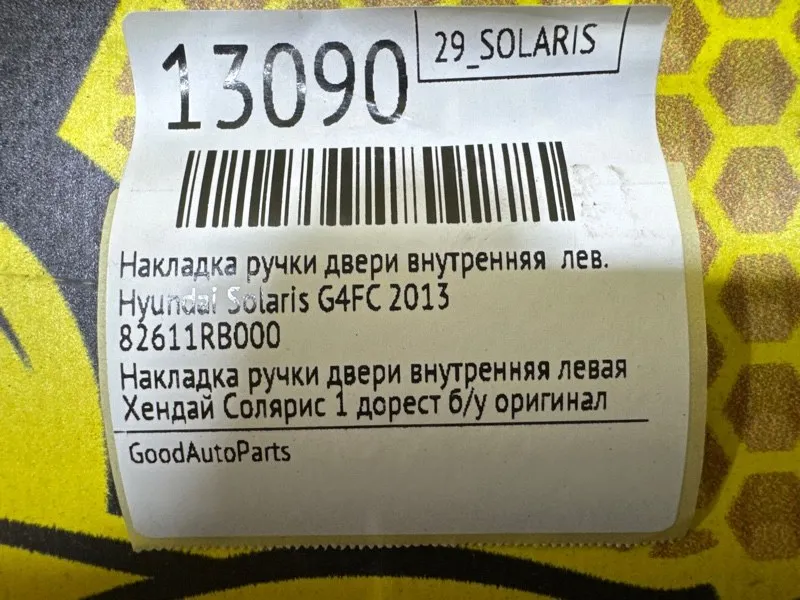 13090
29_SOLARIS
Накладка ручки двери внутренняя лев.
Hyundai Solaris G4FC 2013
82611RB000
Накладка ручки двери внутренняя левая
Хендай Солярис 1 дорест б/у оригинал
GoodAutoParts